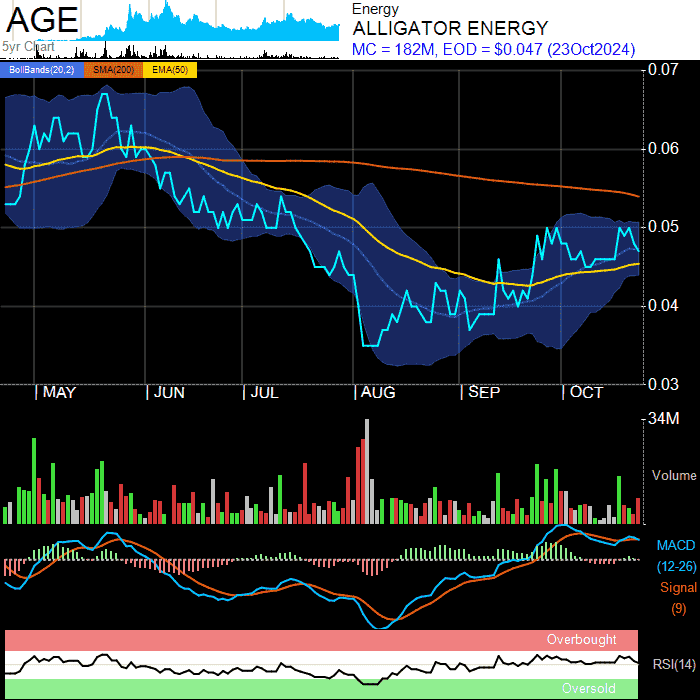 AGE
5yr Chart
Energy
ALLIGATOR ENERGY
MC = 182M, EOD = $0.047 (23Oct2024)
BollBands(20,2) SMA(200) EMA(50)
0.07
0.06
0.05
0.04
0.03
| MAY | JUN | JUL | AUG | SEP | OCT
34M
Volume
MACD
(12-26)
Signal
(9)
Overbought
RSI(14)
Oversold